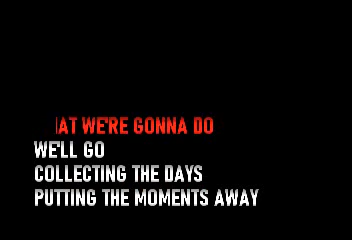 WE'RE GONNA DO
WE'LL GO
COLLECTING THE DAYS
PUTTING THE MOMENTS AWAY